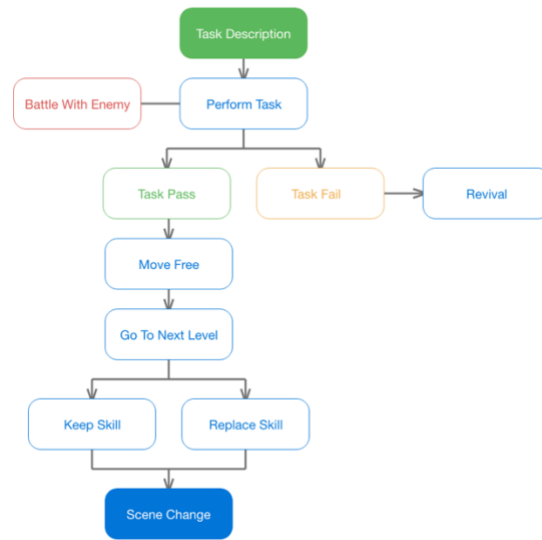 Task Description
Battle With Enemy
Perform Task
Task Pass
Task Fail
Revival
Move Free
Go To Next Level
Keep Skill
Replace Skill
Scene Change